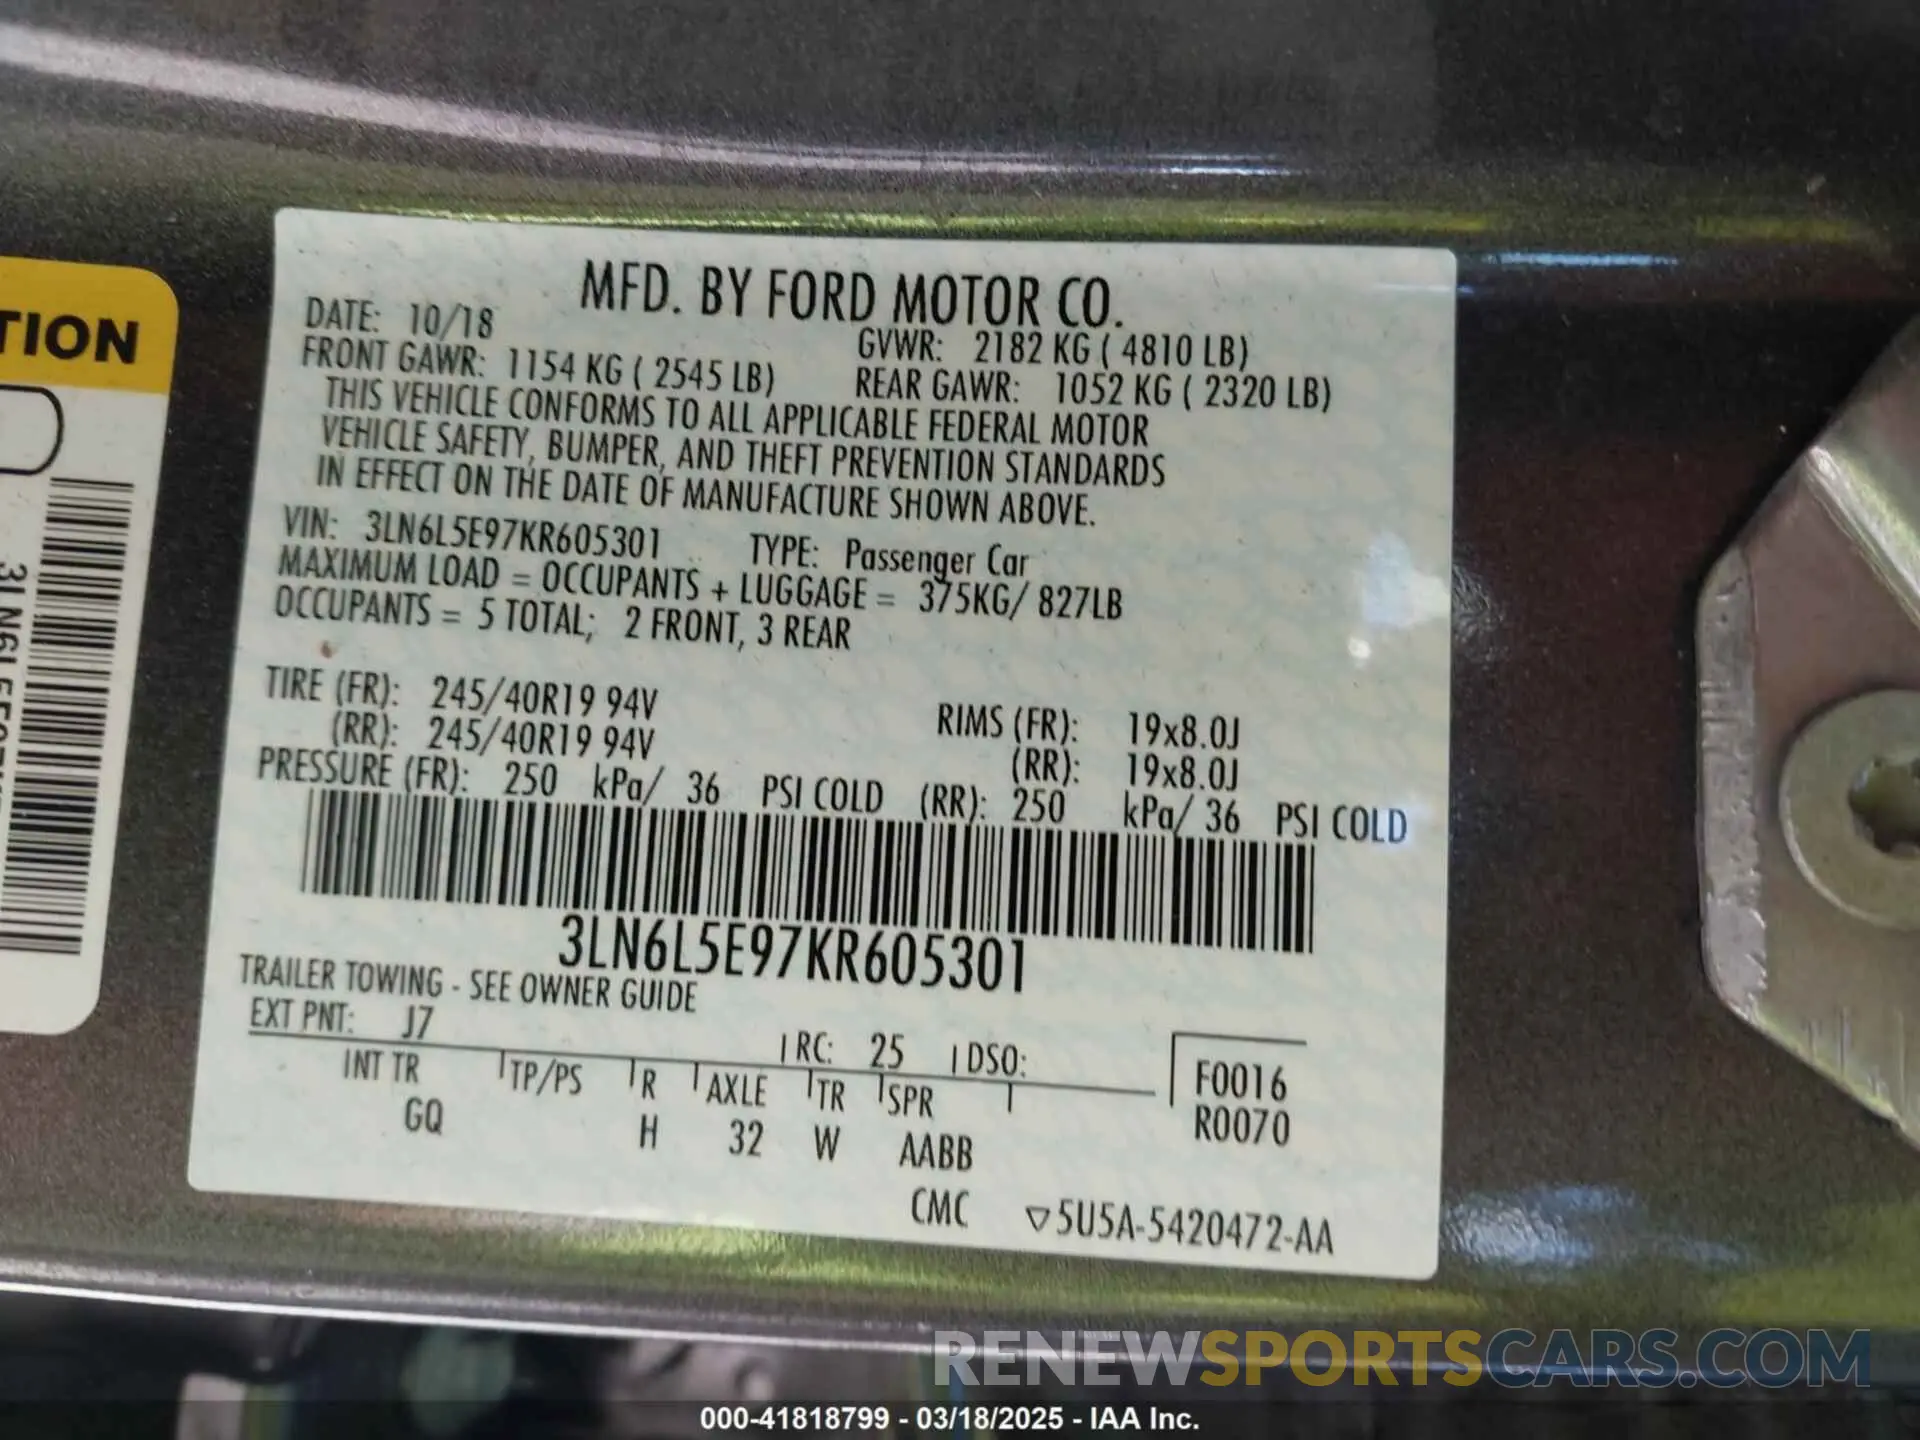 TION
3LN6L5E97K
MFD. BY FORD MOTOR CO.
DATE: 10/18 GVWR: 2182 KG ( 4810 LB)
FRONT GAWR: 1154 KG ( 2545 LB) REAR GAWR: 1052 KG ( 2320 LB)
THIS VEHICLE CONFORMS TO ALL APPLICABLE FEDERAL MOTOR
VEHICLE SAFETY, BUMPER, AND THEFT PREVENTION STANDARDS
IN EFFECT ON THE DATE OF MANUFACTURE SHOWN ABOVE.
VIN: 3LN6L5E97KR605301 TYPE: Passenger Car
MAXIMUM LOAD = OCCUPANTS + LUGGAGE = 375KG/ 827LB
OCCUPANTS = 5 TOTAL; 2 FRONT, 3 REAR
TIRE (FR): 245/40R19 94V RIMS (FR): 19x8.0J
(RR): 245/40R19 94V (RR): 19x8.0J
PRESSURE (FR): 250 kPa/ 36 PSI COLD (RR): 250 kPa/ 36 PSI COLD
3LN6L5E97KR605301
TRAILER TOWING - SEE OWNER GUIDE
EXT PNT: J7 RC: 25 DSO:
INT TR TP/PS R AXLE TR SPR F0016
GQ H 32 W AABB R0070
CMC ▽5U5A-5420472-AA
RENEWSPORTSCARS.COM
000-41818799 - 03/18/2025 - IAA Inc.